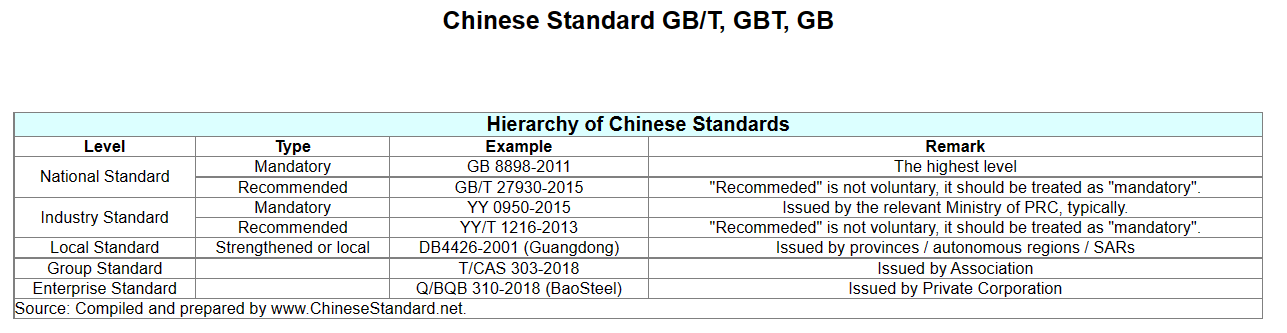 Chinese Standard GB/T, GBT, GB
Hierarchy of Chinese Standards
Level Type Example Remark
National Standard
Mandatory GB 8898-2011 The highest level
Recommended GB/T 27930-2015 "Recommeded" is not voluntary, it should be treated as "mandatory".
Industry Standard
Mandatory YY 0950-2015 Issued by the relevant Ministry of PRC, typically.
Recommended YY/T 1216-2013 "Recommeded" is not voluntary, it should be treated as "mandatory".
Local Standard Strengthened or local DB4426-2001 (Guangdong) Issued by provinces / autonomous regions / SARs
Group Standard T/CAS 303-2018 Issued by Association
Enterprise Standard Q/BQB 310-2018 (BaoSteel) Issued by Private Corporation
Source: Compiled and prepared by www.ChineseStandard.net.